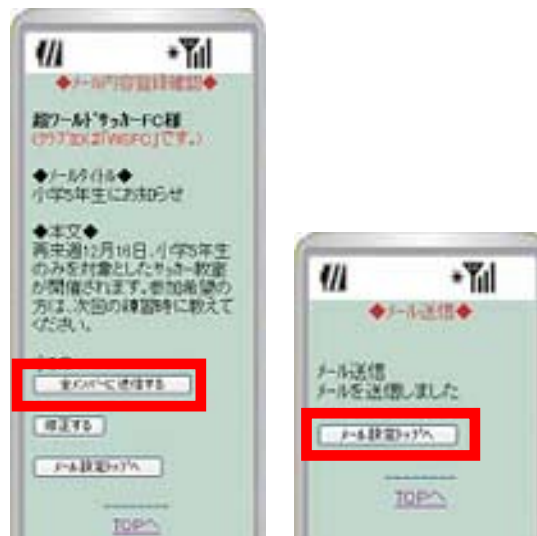 ◆メール内容登録確認◆
超ワールドサッカーFC様
(クラブIDは「WSFC」です。)
◆メールタイトル◆
小学5年生にお知らせ
◆本文◆
再来週12月16日、小学5年生
のみを対象としたサッカー教室
が開催されます。参加希望の
方は、次回の練習時に教えて
ください。
全メンバーに送信する
修正する
メール設定トップへ
TOPへ
◆メール送信◆
メール送信
メールを送信しました
メール設定トップへ
TOPへ